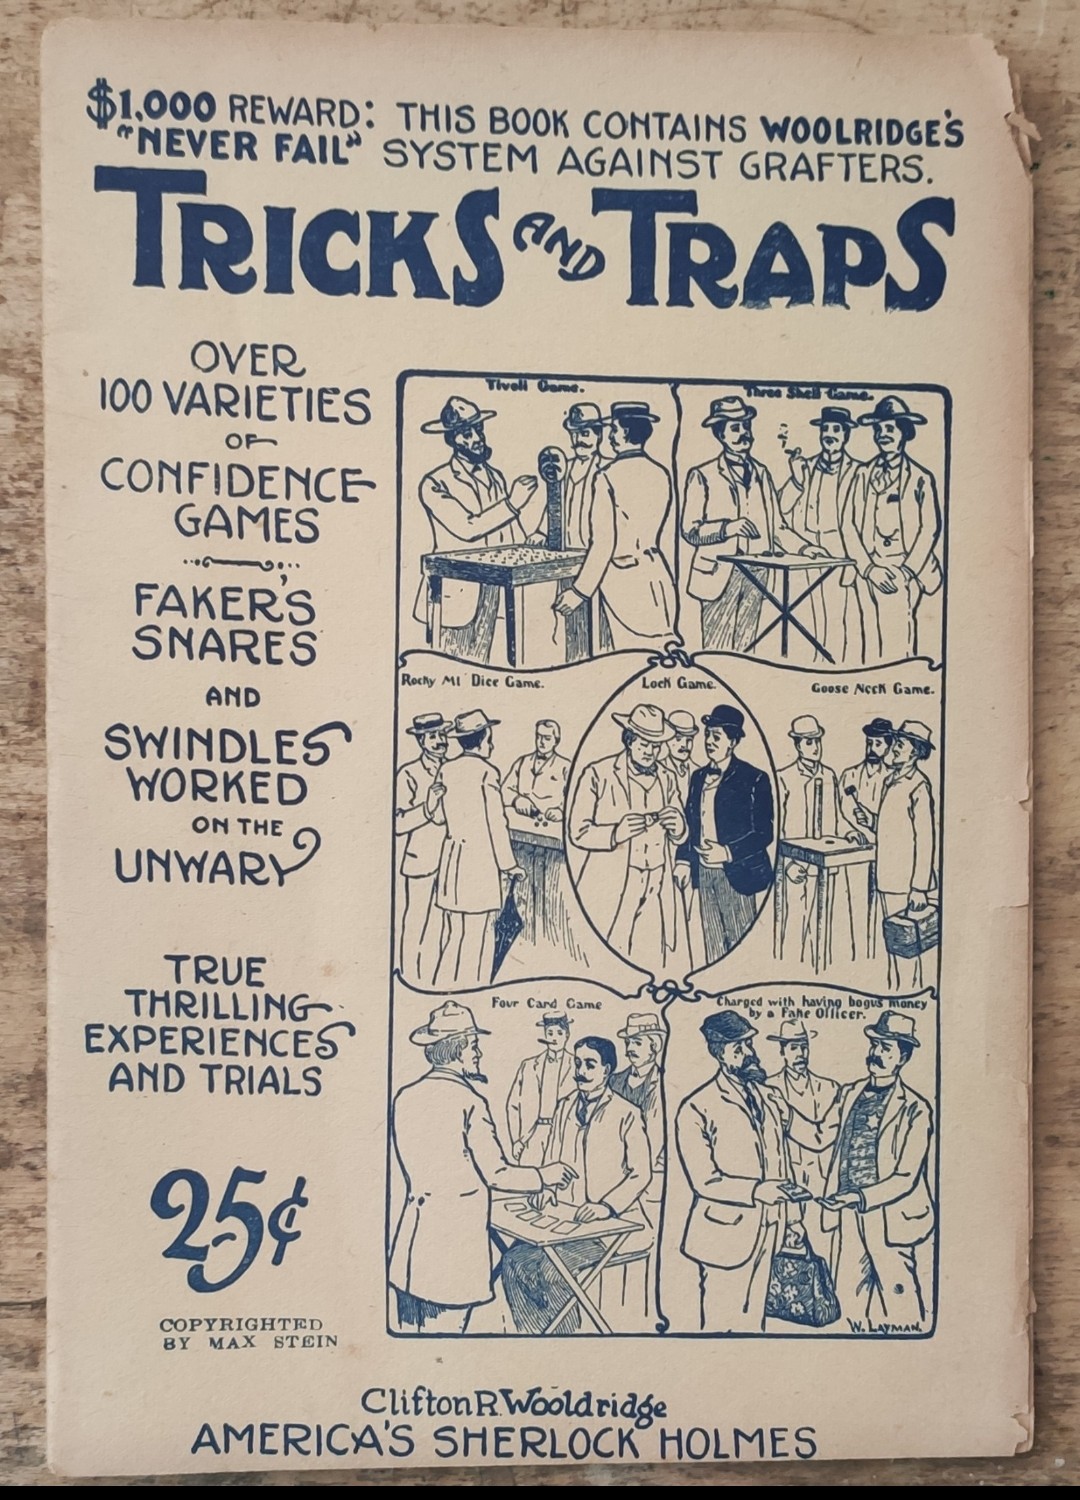 $1,000 REWARD: THIS BOOK CONTAINS WOOLRIDGE'S
"NEVER FAIL" SYSTEM AGAINST GRAFTERS.
TRICKS AND TRAPS
OVER
100 VARIETIES
OF
CONFIDENCE
GAMES
FAKER'S
SNARES
AND
SWINDLES
WORKED
ON THE
UNWARY
TRUE
THRILLING
EXPERIENCES
AND TRIALS
25¢
COPYRIGHTED
BY MAX STEIN
Tivoli Game.
Three Shell Game.
Rocky Mt Dice Game.
Lock Game.
Goose Neck Game.
Four Card Game
Charged with having bogus money
by a Fake Officer.
W. LAYMAN.
Clifton R. Wooldridge
AMERICA'S SHERLOCK HOLMES